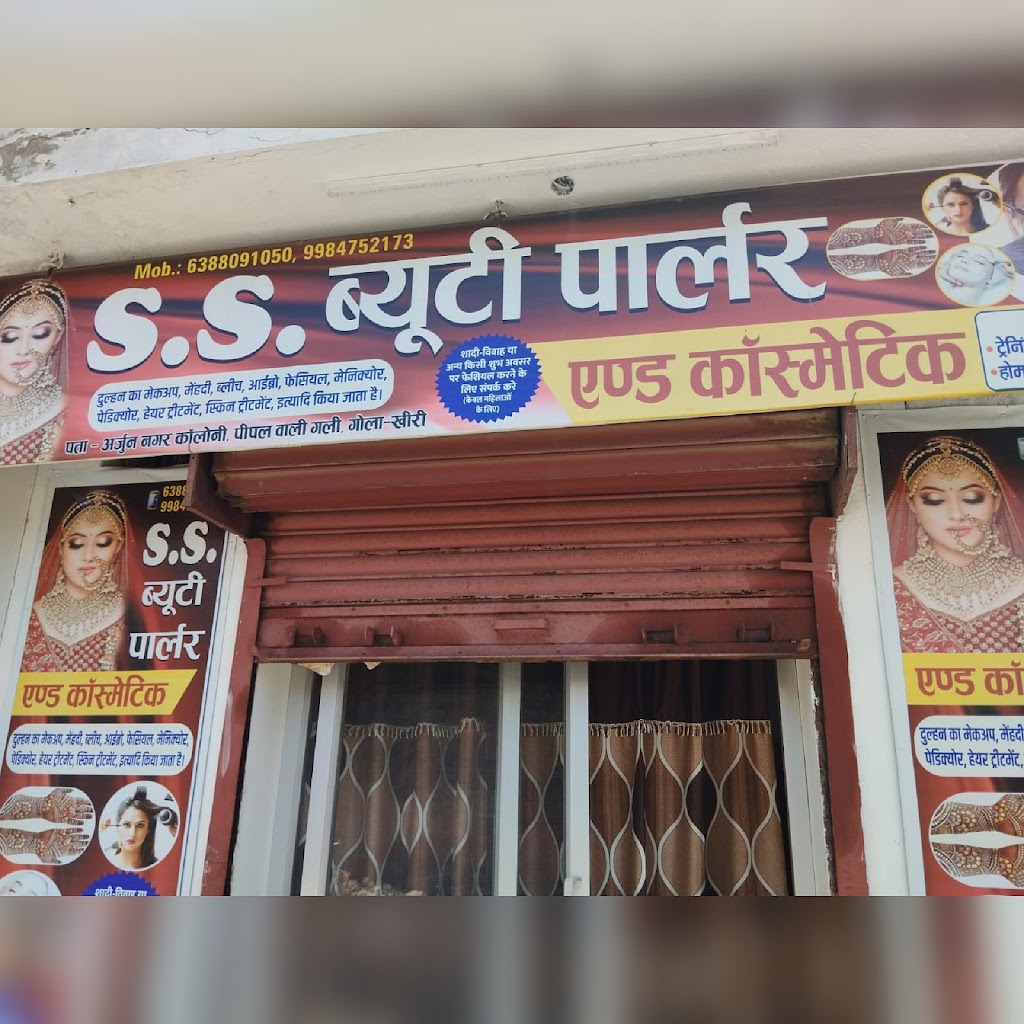 Mob.: 6388091050, 9984752173
S.S. ब्यूटी पार्लर
एण्ड कॉस्मेटिक
दुल्हन का मेकअप, मेंहदी, ब्लीच, आईब्रो, फेसियल, मेनिक्योर,
पेडिक्योर, हेयर ट्रीटमेंट, स्किन ट्रीटमेंट, इत्यादि किया जाता है।
शादी-विवाह या
अन्य किसी शुभ अवसर
पर फेशियल करने के
लिए संपर्क करे
(केवल महिलाओं
के लिए)
पता - अर्जुन नगर कॉलोनी, पीपल वाली गली, गोला-खीरी
• होम
6388
9984
S.S.
ब्यूटी
पार्लर
एण्ड कॉस्मेटिक
दुल्हन का मेकअप, मेंहदी, ब्लीच, आईब्रो, फेसियल, मेनिक्योर,
पेडिक्योर, हेयर ट्रीटमेंट, स्किन ट्रीटमेंट, इत्यादि किया जाता है।
शादी-विवाह या
एण्ड
दुल्हन का मेकअप, मेंहदी
पेडिक्योर, हेयर ट्रीटमेंट,